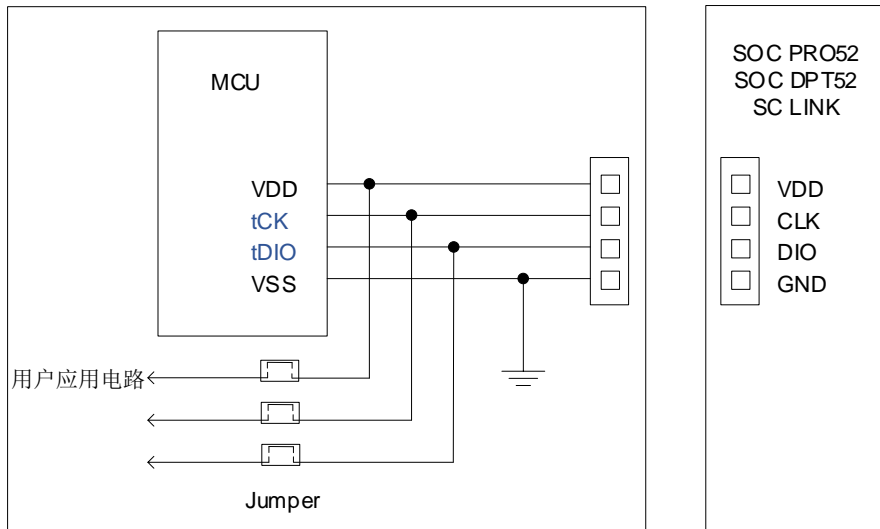 MCU
VDD
tCK
tDIO
VSS
用户应用电路
Jumper
SOC PRO52
SOC DPT52
SC LINK
VDD
CLK
DIO
GND